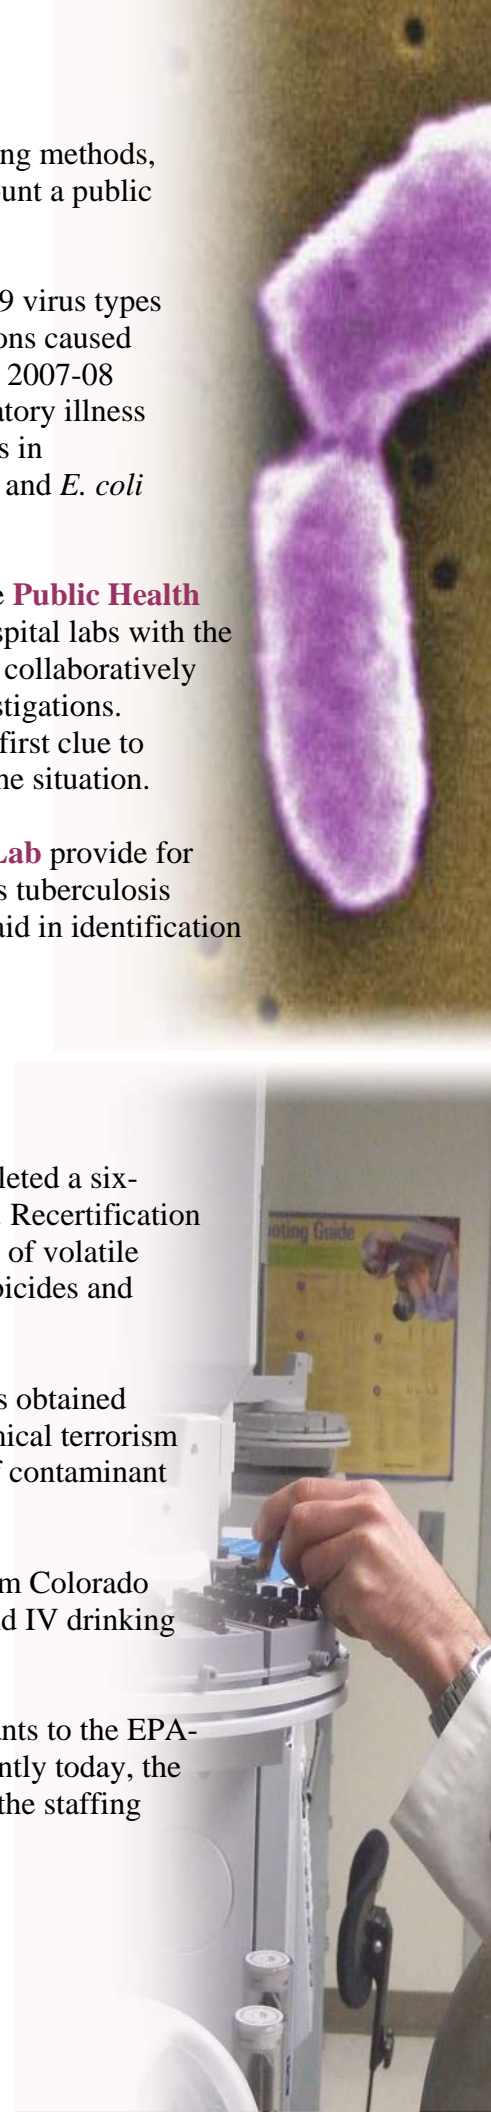 ng methods,
unt a public
9 virus types
ons caused
2007-08
atory illness
s in
and E. coli
e Public Health
spital labs with the
collaboratively
stigations.
first clue to
he situation.
Lab provide for
s tuberculosis
aid in identification
leted a six-
. Recertification
of volatile
bicides and
oting Guide
s obtained
nical terrorism
f contaminant
m Colorado
nd IV drinking
ants to the EPA-
ntly today, the
the staffing